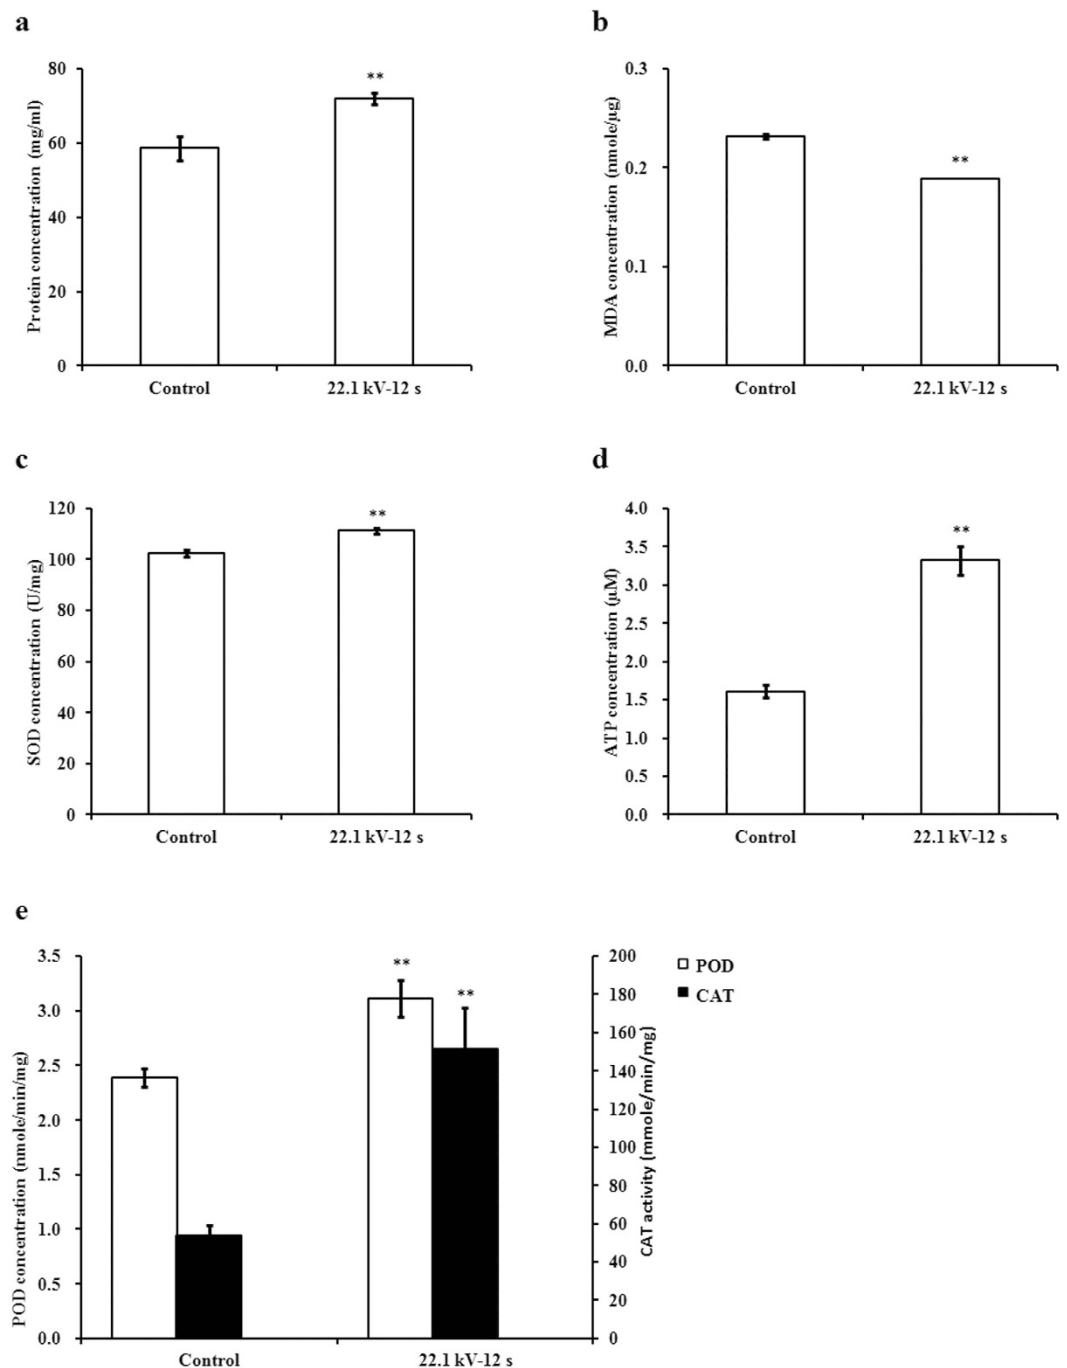 a
Protein concentration (mg/ml)
80
60
40
20
0
**
Control
22.1 kV-12 s
b
MDA concentration (nmole/µg)
0.3
0.2
0.1
0.0
**
Control
22.1 kV-12 s
c
SOD concentration (U/mg)
120
100
80
60
40
20
0
**
Control
22.1 kV-12 s
d
ATP concentration (µM)
4.0
3.5
3.0
2.5
2.0
1.5
1.0
0.5
0.0
**
Control
22.1 kV-12 s
e
POD concentration (nmole/min/mg)
3.5
3.0
2.5
2.0
1.5
1.0
0.5
0.0
**
**
Control
22.1 kV-12 s
200
180
160
140
120
100
80
60
40
20
0
CAT activity (mmole/min/mg)
POD
CAT